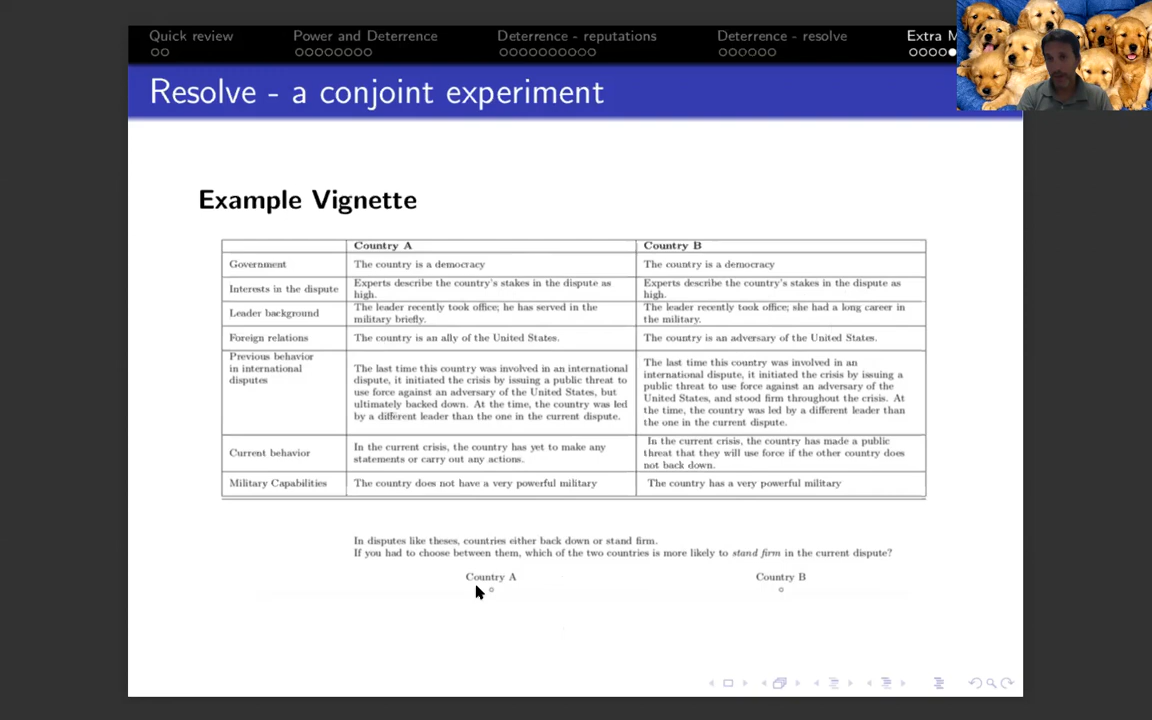 Quick review
Power and Deterrence
Deterrence - reputations
Deterrence - resolve
Extra M
Resolve - a conjoint experiment
Example Vignette
Country A
Country B
Government
The country is a democracy
The country is a democracy
Interests in the dispute
Experts describe the country's stakes in the dispute as
high.
Experts describe the country's stakes in the dispute as
high.
Leader background
The leader recently took office; he has served in the
military briefly.
The leader recently took office; she had a long career in
the military.
Foreign relations
The country is an ally of the United States.
The country is an adversary of the United States.
Previous behavior
in international
disputes
The last time this country was involved in an international
dispute, it initiated the crisis by issuing a public threat to
use force against an adversary of the United States, but
ultimately backed down. At the time, the country was led
by a different leader than the one in the current dispute.
The last time this country was involved in an
international dispute, it initiated the crisis by issuing a
public threat to use force against an adversary of the
United States, and stood firm throughout the crisis. At
the time, the country was led by a different leader than
the one in the current dispute.
Current behavior
In the current crisis, the country has yet to make any
statements or carry out any actions.
In the current crisis, the country has made a public
threat that they will use force if the other country does
not back down.
Military Capabilities
The country does not have a very powerful military
The country has a very powerful military
In disputes like theses, countries either back down or stand firm.
If you had to choose between them, which of the two countries is more likely to stand firm in the current dispute?
Country A
Country B